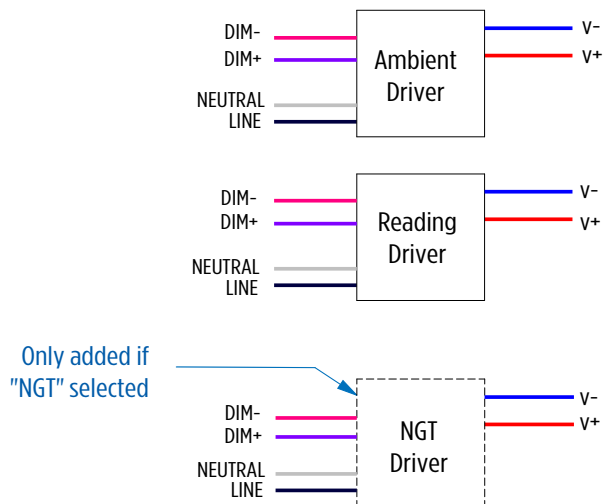 DIM-
DIM+
NEUTRAL
LINE
Ambient
Driver
V-
V+
DIM-
DIM+
NEUTRAL
LINE
Reading
Driver
V-
V+
Only added if
"NGT" selected
DIM-
DIM+
NEUTRAL
LINE
NGT
Driver
V-
V+